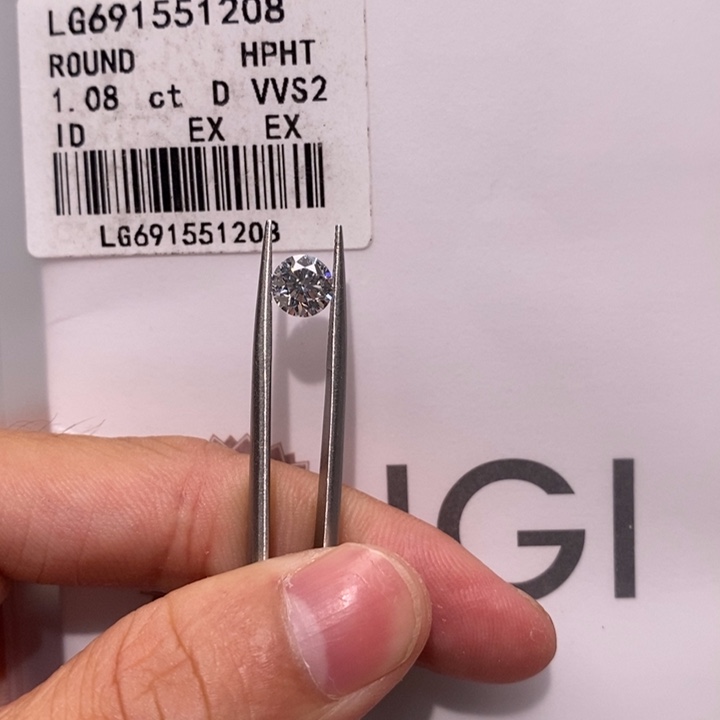 LG691551208
ROUND HPHT
1.08 ct D VVS2
ID EX EX
LG691551208
IGI